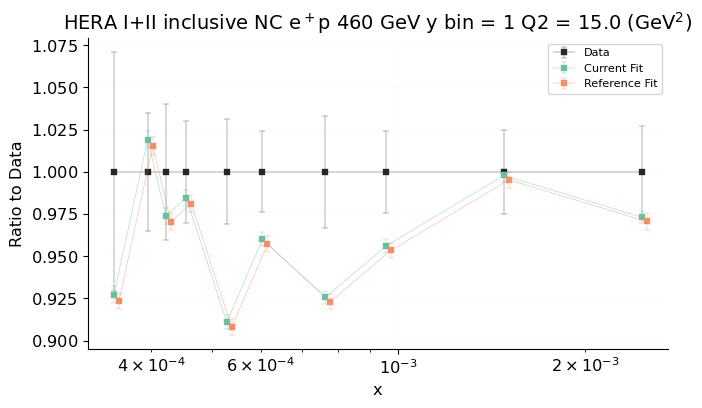 HERA I+II inclusive NC e⁺p 460 GeV y bin = 1 Q2 = 15.0 (GeV²)
Data
Current Fit
Reference Fit
Ratio to Data
1.075
1.050
1.025
1.000
0.975
0.950
0.925
0.900
4 × 10⁻⁴
6 × 10⁻⁴
10⁻³
2 × 10⁻³
x